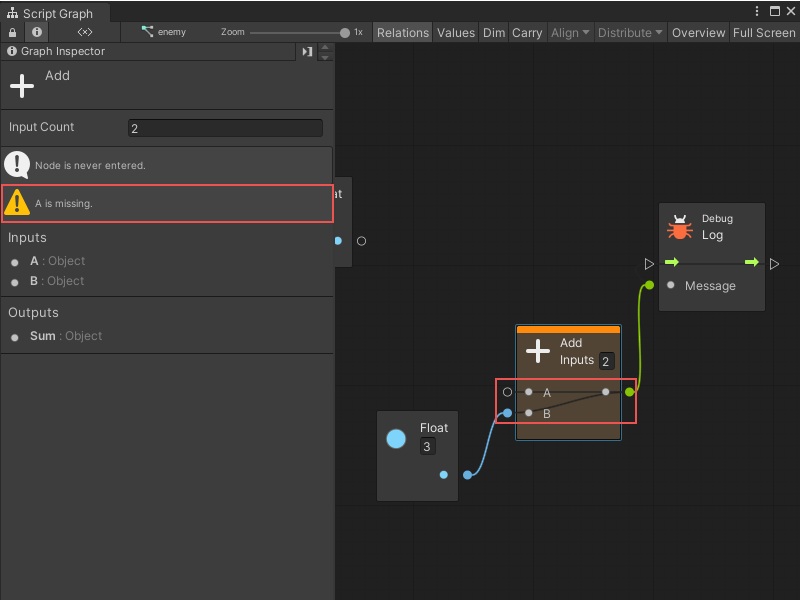 Script Graph
<×> enemy Zoom 1x Relations Values Dim Carry Align Distribute Overview Full Screen
Graph Inspector
Add
Input Count 2
Node is never entered.
A is missing.
Inputs
A : Object
B : Object
Outputs
Sum : Object
at
Debug
Log
Message
Add
Inputs 2
A
B
Float
3